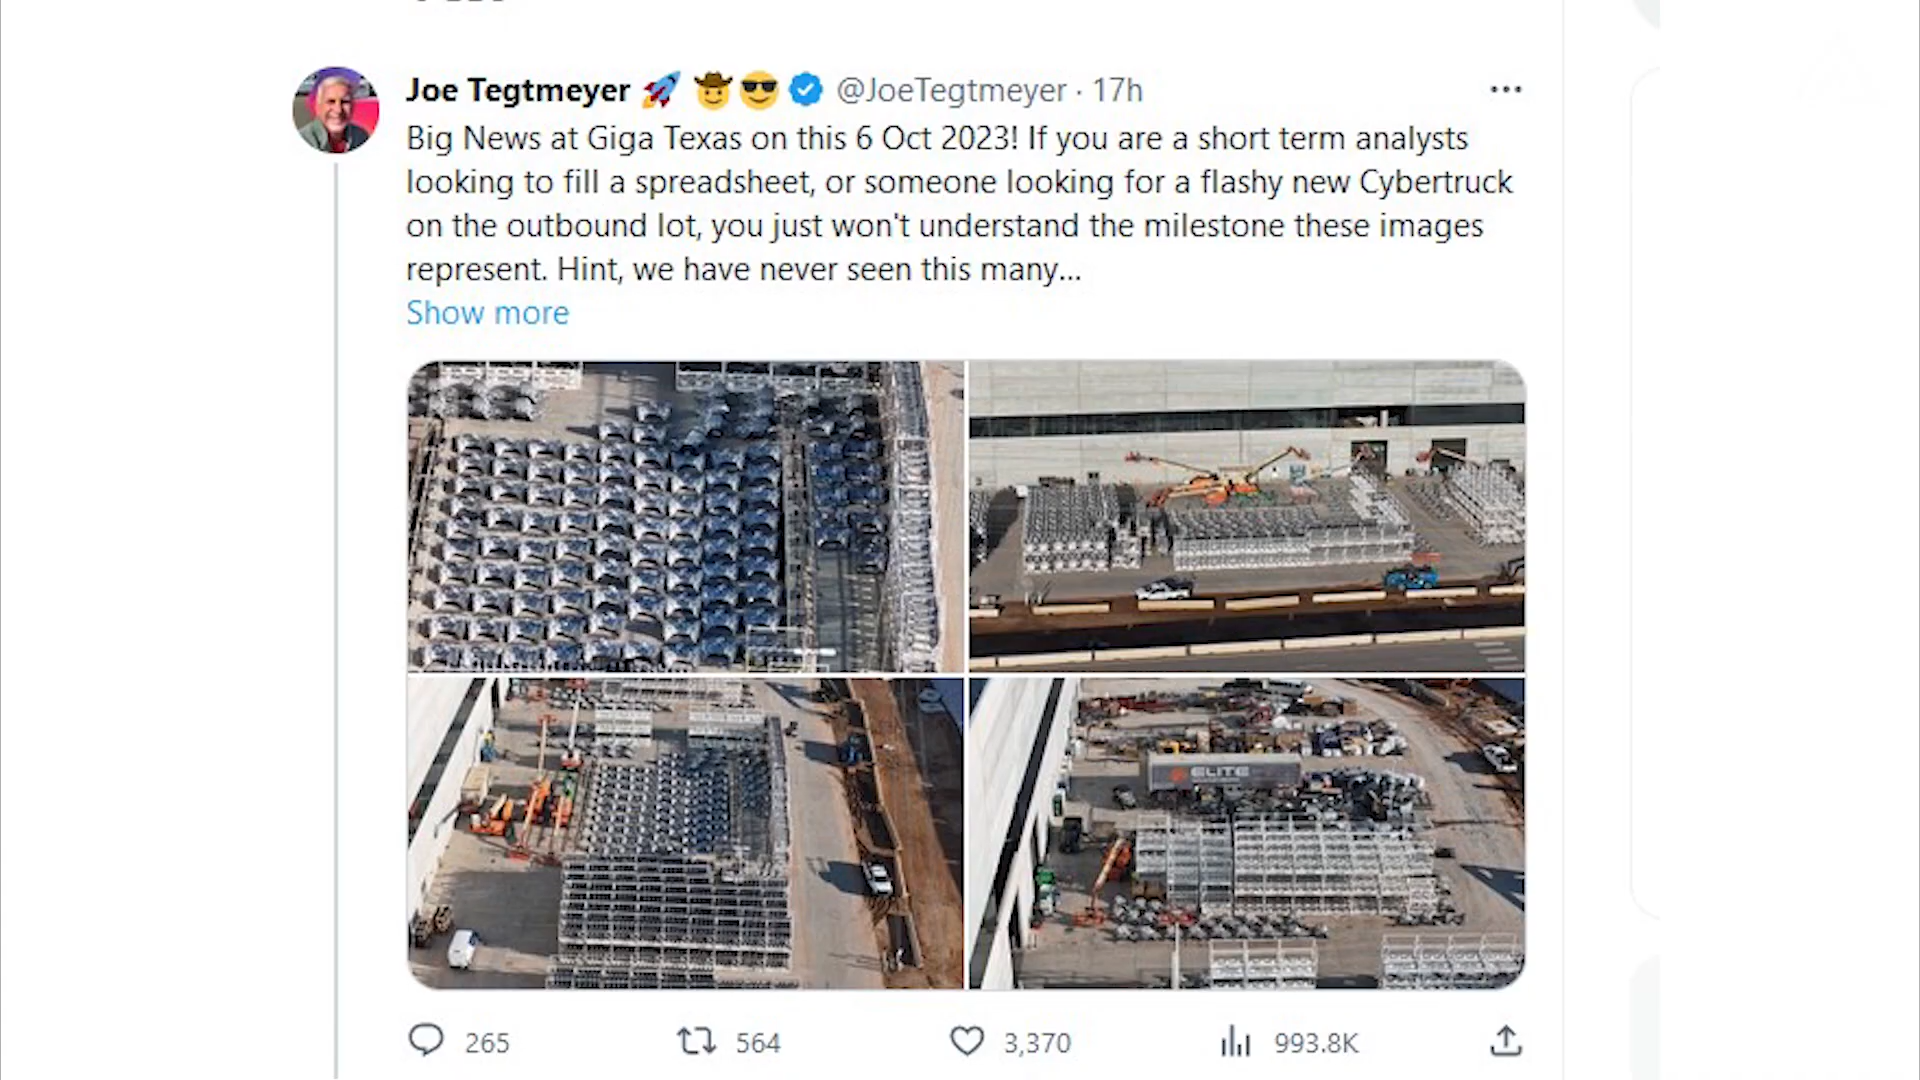 Joe Tegtmeyer 🚀 🤠😎 @JoeTegtmeyer · 17h
Big News at Giga Texas on this 6 Oct 2023! If you are a short term analysts
looking to fill a spreadsheet, or someone looking for a flashy new Cybertruck
on the outbound lot, you just won't understand the milestone these images
represent. Hint, we have never seen this many...
Show more
ELITE
265 564 3,370 993.8K